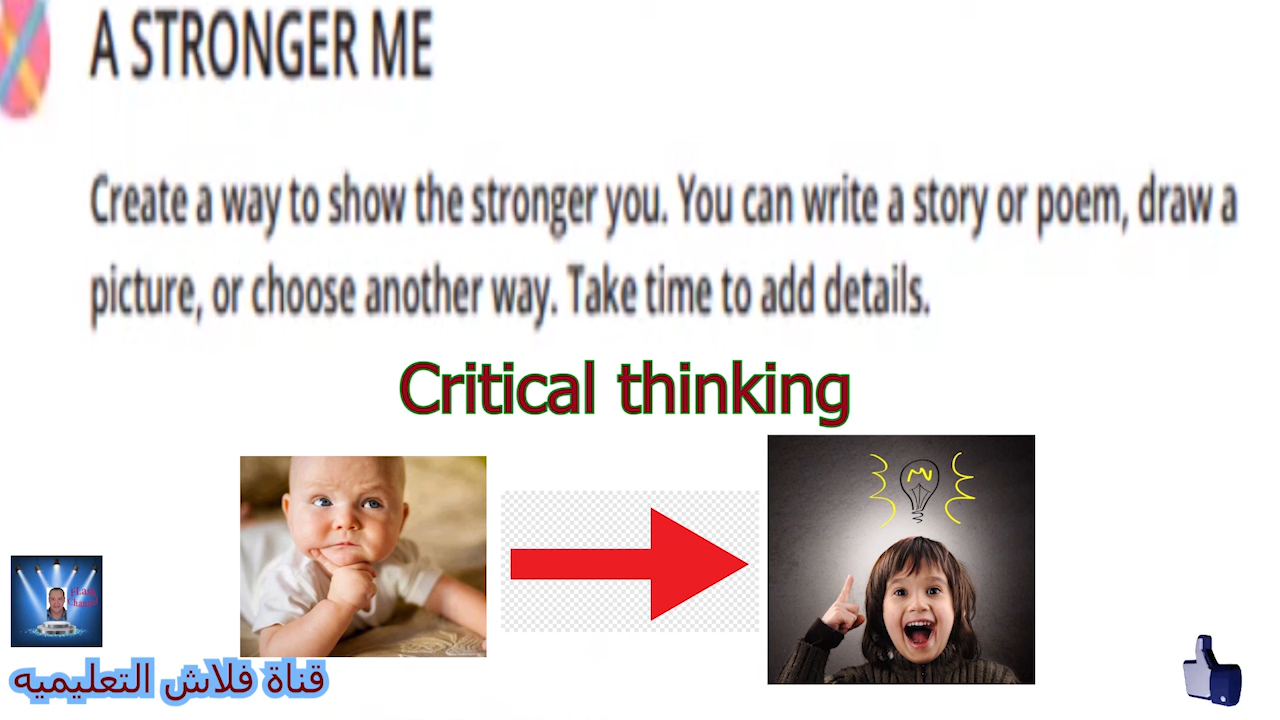 A STRONGER ME
Create a way to show the stronger you. You can write a story or poem, draw a
picture, or choose another way. Take time to add details.
Critical thinking
قناة فلاش التعليميه